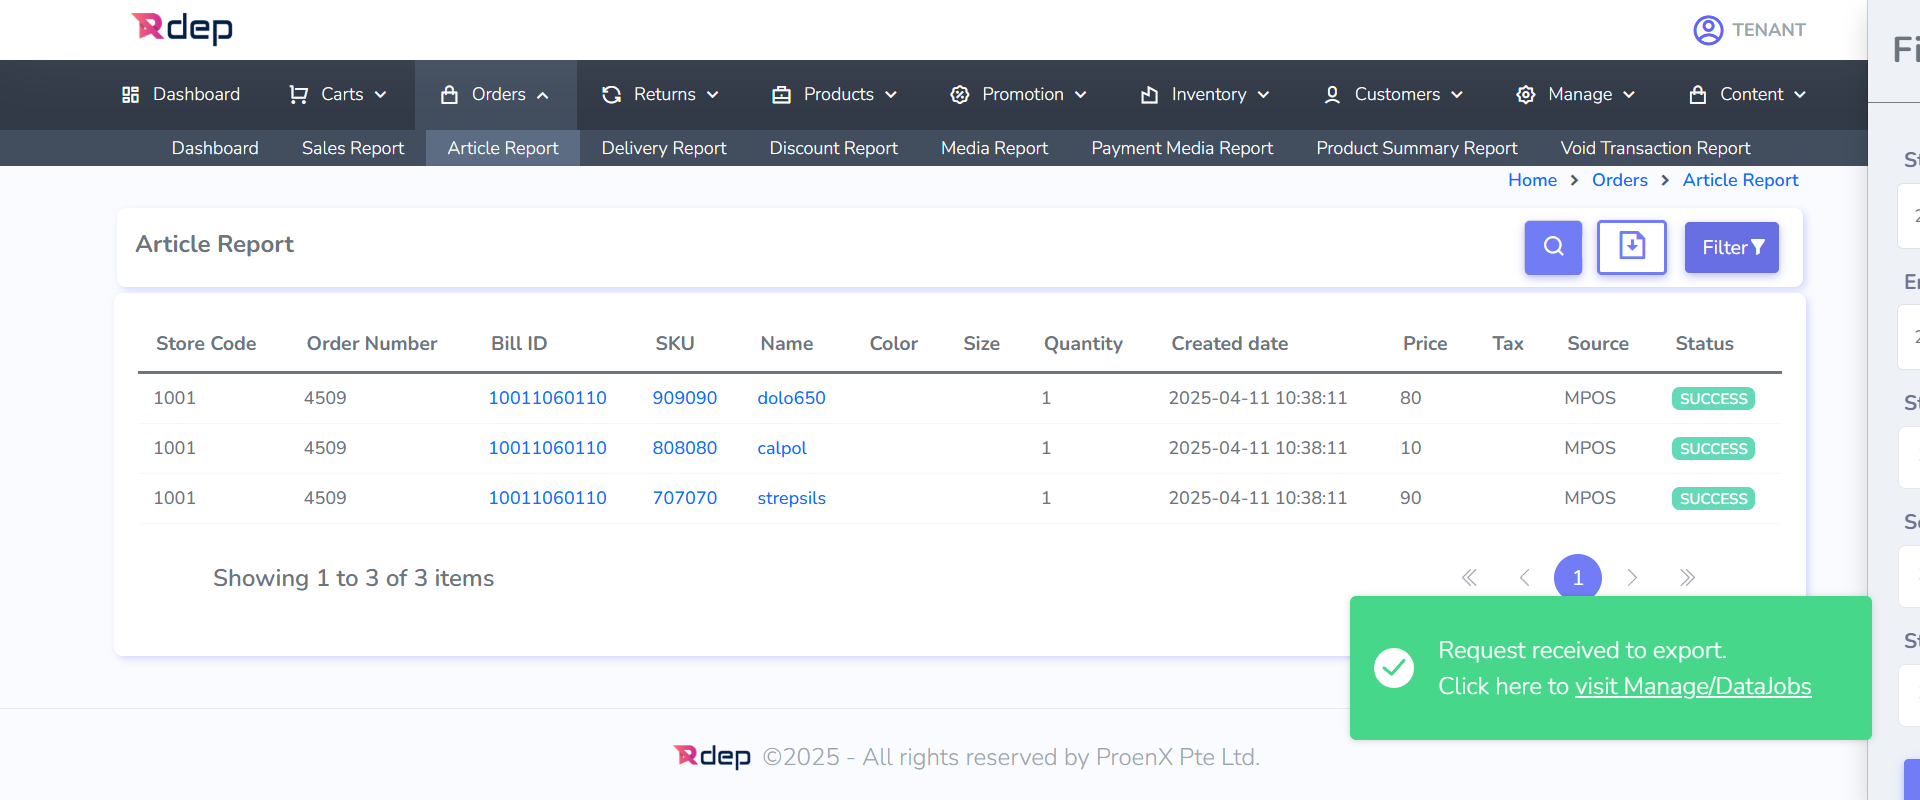 Rdep
TENANT
Dashboard Carts Orders Returns Products Promotion Inventory Customers Manage Content
Dashboard Sales Report Article Report Delivery Report Discount Report Media Report Payment Media Report Product Summary Report Void Transaction Report
Home > Orders > Article Report
Article Report
Filter
Store Code Order Number Bill ID SKU Name Color Size Quantity Created date Price Tax Source Status
1001 4509 10011060110 909090 dolo650 1 2025-04-11 10:38:11 80 MPOS SUCCESS
1001 4509 10011060110 808080 calpol 1 2025-04-11 10:38:11 10 MPOS SUCCESS
1001 4509 10011060110 707070 strepsils 1 2025-04-11 10:38:11 90 MPOS SUCCESS
Showing 1 to 3 of 3 items
1
Request received to export.
Click here to visit Manage/DataJobs
Rdep ©2025 - All rights reserved by ProenX Pte Ltd.